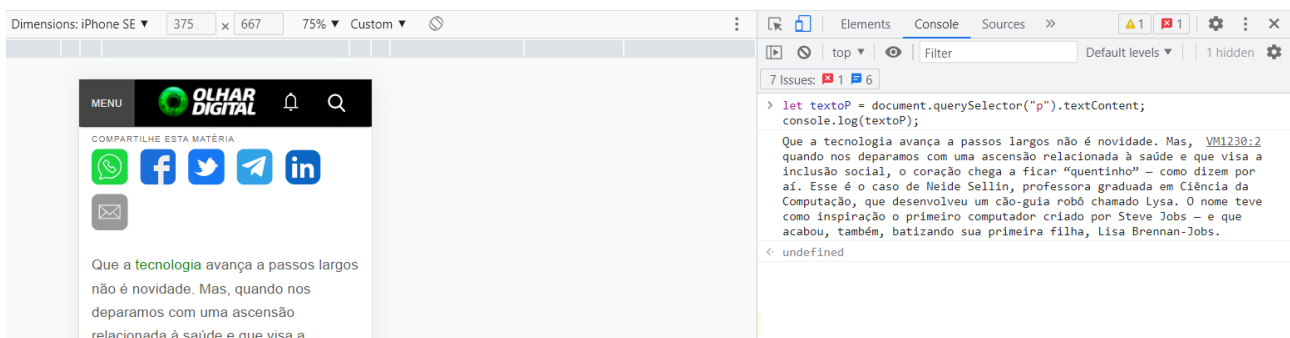 Dimensions: iPhone SE ▼ 375 x 667 75% ▼ Custom ▼
Elements Console Sources » 1 1
top ▼ Filter Default levels ▼ 1 hidden
7 Issues: 1 6
MENU OLHAR DIGITAL
COMPARTILHE ESTA MATÉRIA
in
Que a tecnologia avança a passos largos
não é novidade. Mas, quando nos
deparamos com uma ascensão
relacionada à saúde e que visa a
> let textoP = document.querySelector("p").textContent;
console.log(textoP);
Que a tecnologia avança a passos largos não é novidade. Mas, VM1230:2
quando nos deparamos com uma ascensão relacionada à saúde e que visa a
inclusão social, o coração chega a ficar “quentinho” — como dizem por
aí. Esse é o caso de Neide Sellin, professora graduada em Ciência da
Computação, que desenvolveu um cão-guia robô chamado Lysa. O nome teve
como inspiração o primeiro computador criado por Steve Jobs — e que
acabou, também, batizando sua primeira filha, Lisa Brennan-Jobs.
undefined